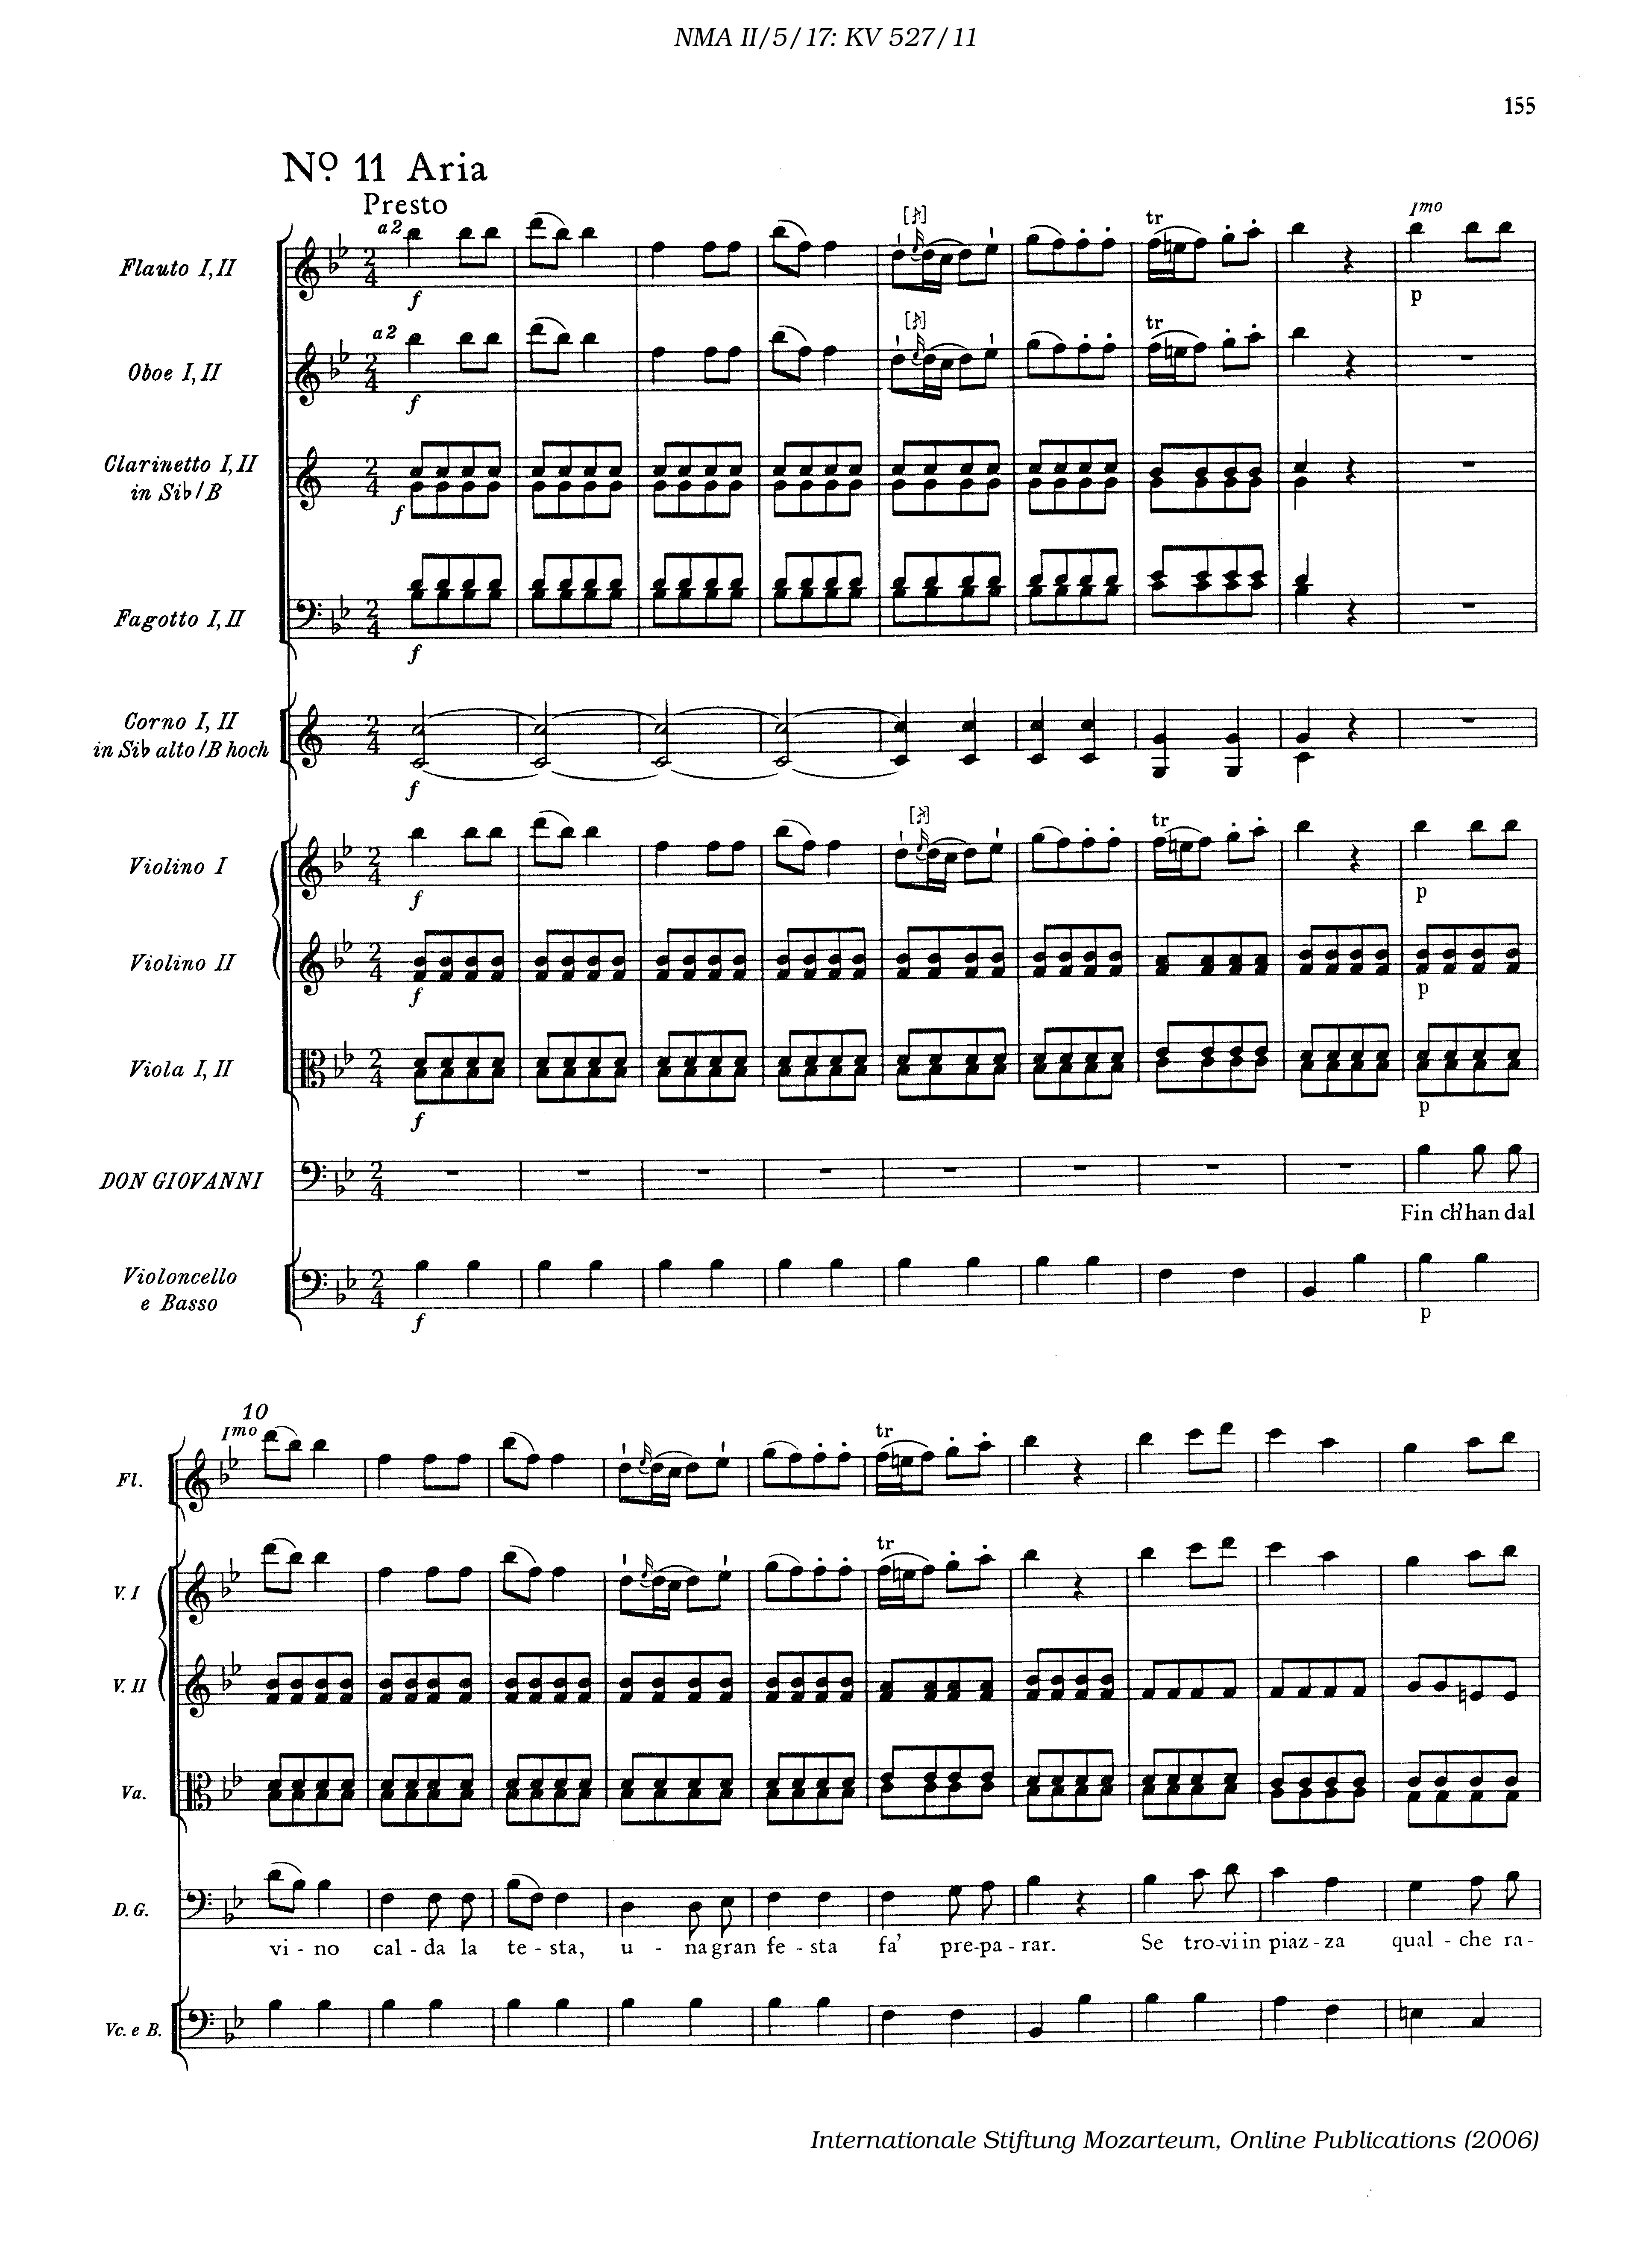 NMA II/5/17: KV 527/11
155
Nº. 11 Aria
Presto
a2
[♪]
tr
Imo
Flauto I, II
f
p
a2
[♪]
tr
Oboe I, II
f
Clarinetto I, II
in Si♭/B
f
Fagotto I, II
f
Corno I, II
in Si♭ alto/B hoch
f
[♪]
tr
Violino I
f
p
Violino II
f
p
Viola I, II
f
p
DON GIOVANNI
Fin ch'han dal
Violoncello
e Basso
f
p
10
Imo
tr
Fl.
tr
V. I
V. II
Va.
D. G.
vi - no cal - da la te - sta, u - na gran fe - sta fa' pre-pa - rar. Se tro-vi in piaz - za qual - che ra -
Vc. e B.
Internationale Stiftung Mozarteum, Online Publications (2006)